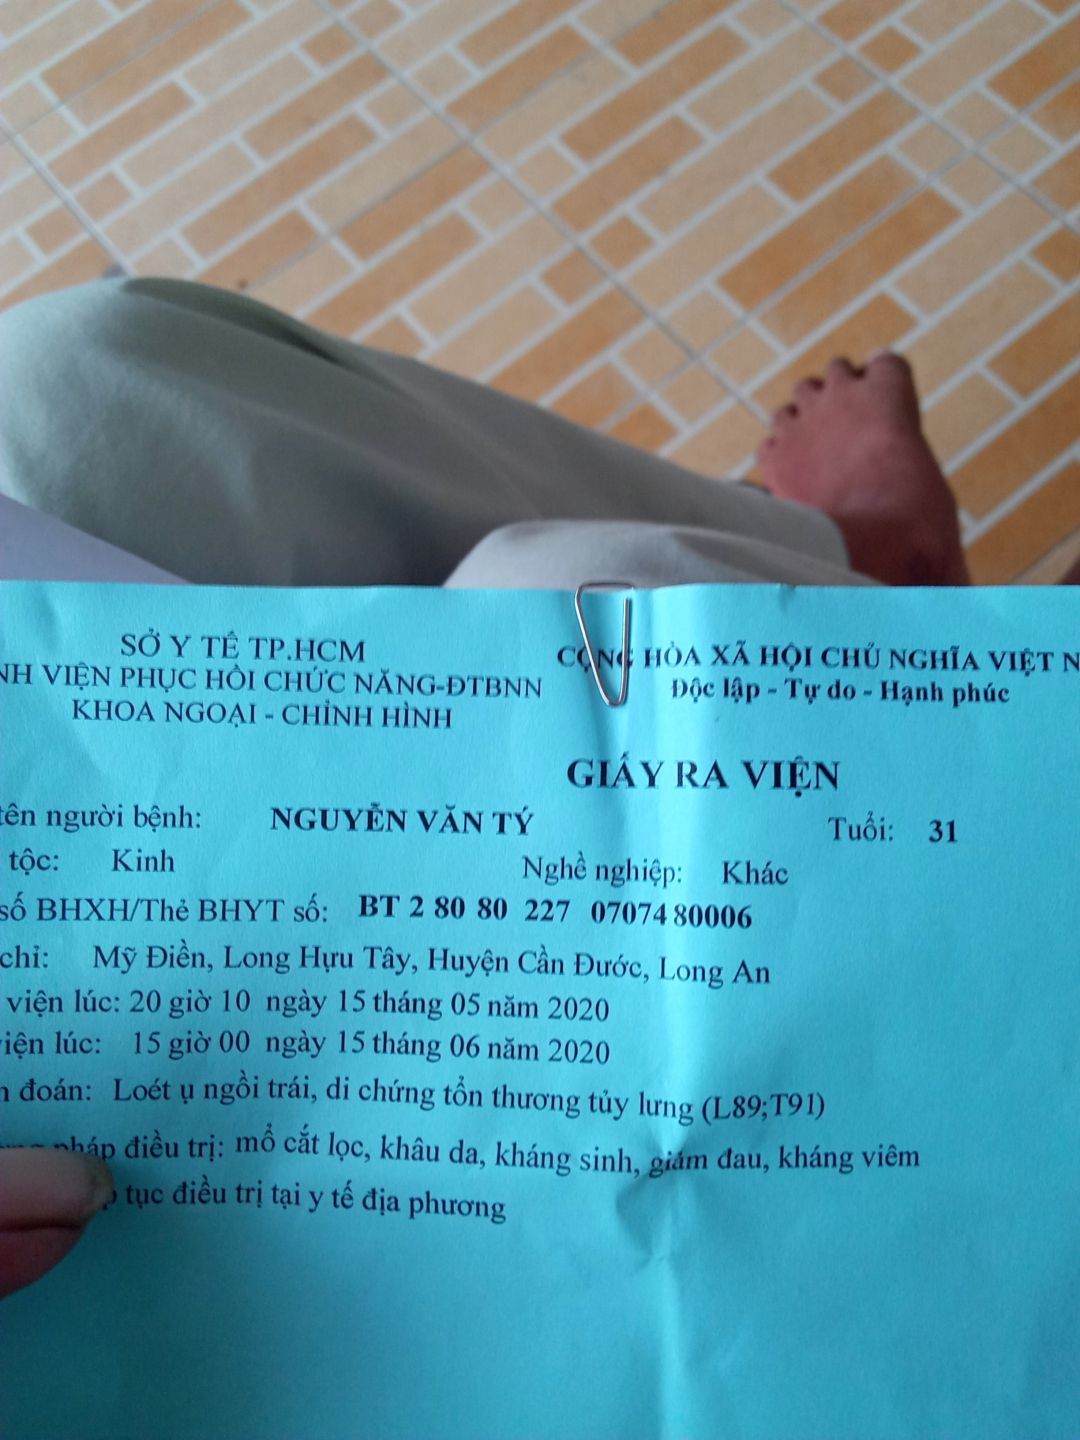 SỞ Y TẾ TP.HCM
NH VIỆN PHỤC HỒI CHỨC NĂNG-ĐTBNN
KHOA NGOẠI - CHỈNH HÌNH
CỘNG HÒA XÃ HỘI CHỦ NGHĨA VIỆT N
Độc lập - Tự do - Hạnh phúc
GIẤY RA VIỆN
tên người bệnh: NGUYỄN VĂN TÝ Tuổi: 31
tộc: Kinh Nghề nghiệp: Khác
số BHXH/Thẻ BHYT số: BT 2 80 80 227 07074 80006
chỉ: Mỹ Điền, Long Hựu Tây, Huyện Cần Đước, Long An
viện lúc: 20 giờ 10 ngày 15 tháng 05 năm 2020
viện lúc: 15 giờ 00 ngày 15 tháng 06 năm 2020
n đoán: Loét ụ ngồi trái, di chứng tổn thương tủy lưng (L89;T91)
pháp điều trị: mổ cắt lọc, khâu da, kháng sinh, giảm đau, kháng viêm
p tục điều trị tại y tế địa phương